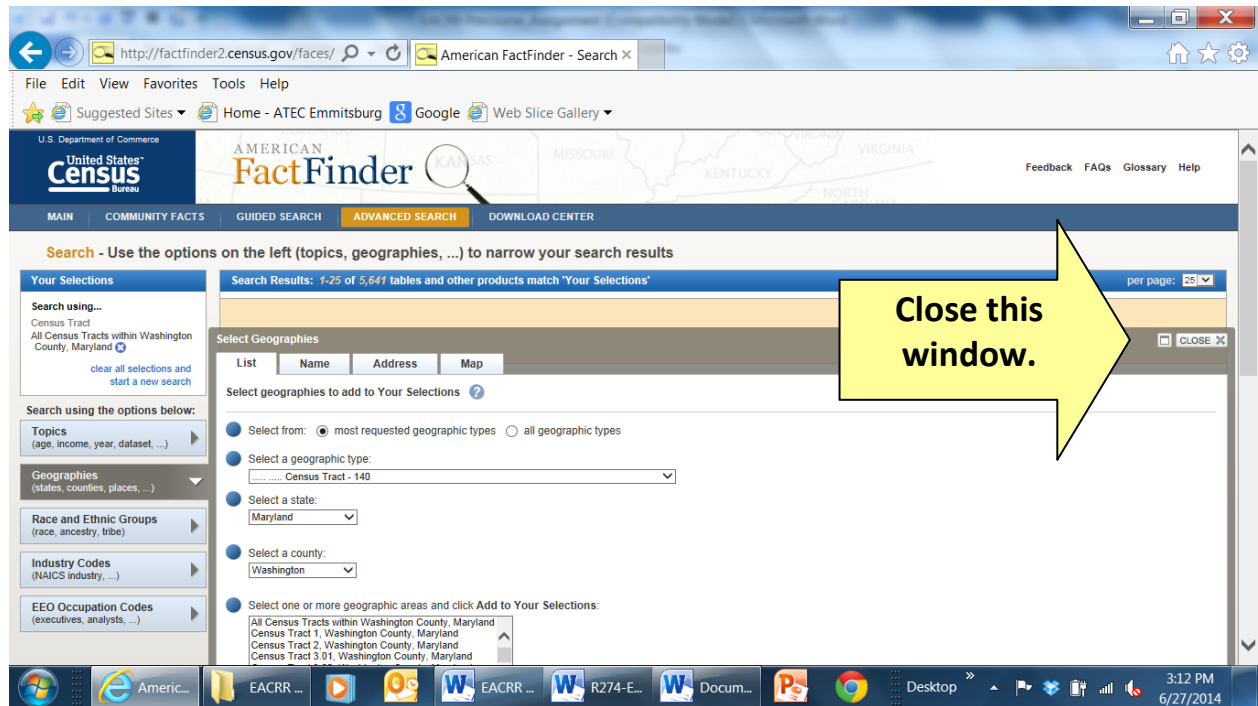 http://factfinder2.census.gov/faces/
American FactFinder - Search
File Edit View Favorites Tools Help
Suggested Sites
Home - ATEC Emmitsburg
Google
Web Slice Gallery
U.S. Department of Commerce
United States™
Census
Bureau
AMERICAN
FactFinder
KANSAS
MISSOURI
KENTUCKY
VIRGINIA
NORTH
Feedback FAQs Glossary Help
MAIN COMMUNITY FACTS GUIDED SEARCH ADVANCED SEARCH DOWNLOAD CENTER
Search - Use the options on the left (topics, geographies, ...) to narrow your search results
Your Selections
Search using...
Census Tract
All Census Tracts within Washington
County, Maryland
clear all selections and
start a new search
Search using the options below:
Topics
(age, income, year, dataset, ...)
Geographies
(states, counties, places, ...)
Race and Ethnic Groups
(race, ancestry, tribe)
Industry Codes
(NAICS industry, ...)
EEO Occupation Codes
(executives, analysts, ...)
Search Results: 1-25 of 5,641 tables and other products match 'Your Selections'
per page: 25
Select Geographies
CLOSE X
List Name Address Map
Select geographies to add to Your Selections ?
Select from: most requested geographic types all geographic types
Select a geographic type:
..... ..... Census Tract - 140
Select a state:
Maryland
Select a county:
Washington
Select one or more geographic areas and click Add to Your Selections:
All Census Tracts within Washington County, Maryland
Census Tract 1, Washington County, Maryland
Census Tract 2, Washington County, Maryland
Census Tract 3.01, Washington County, Maryland
Close this
window.
Americ...
EACRR ...
EACRR ...
R274-E...
Docum...
Desktop
3:12 PM
6/27/2014